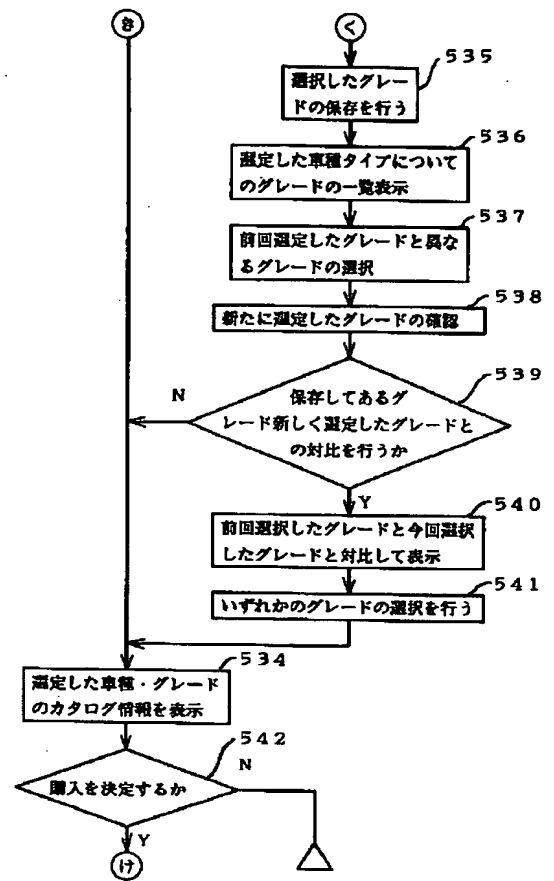 き
く
535
選択したグレー
ドの保存を行う
536
選定した車種タイプについて
のグレードの一覧表示
537
前回選定したグレードと異な
るグレードの選択
538
新たに選定したグレードの確認
539
保存してあるグ
レード新しく選定したグレードと
の対比を行うか
N
Y
540
前回選択したグレードと今回選択
したグレードと対比して表示
541
いずれかのグレードの選択を行う
534
選定した車種・グレード
のカタログ情報を表示
542
購入を決定するか
N
Y
け